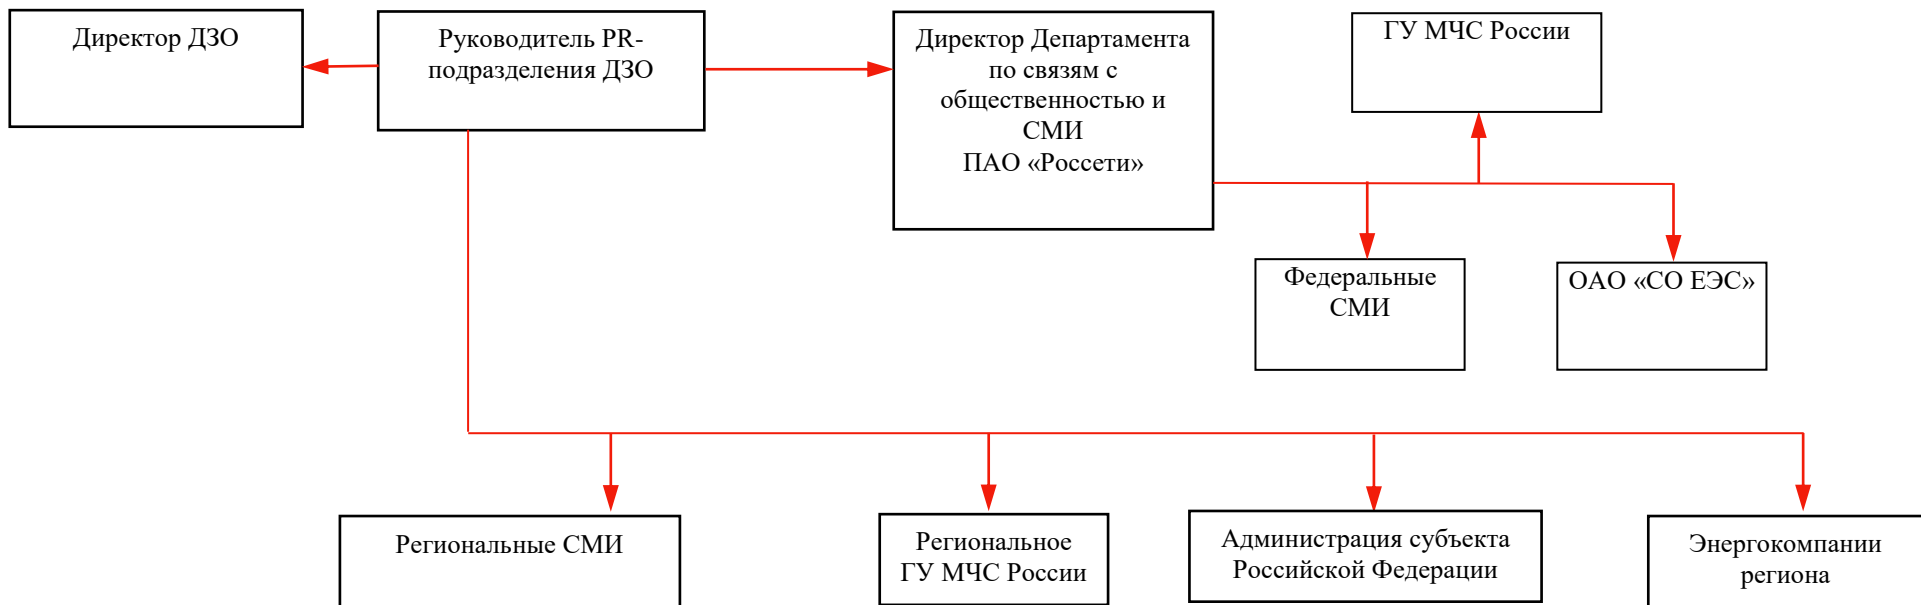 Директор ДЗО
Руководитель PR-
подразделения ДЗО
Директор Департамента
по связям с
общественностью и
СМИ
ПАО «Россети»
ГУ МЧС России
Федеральные
СМИ
ОАО «СО ЕЭС»
Региональные СМИ
Региональное
ГУ МЧС России
Администрация субъекта
Российской Федерации
Энергокомпании
региона